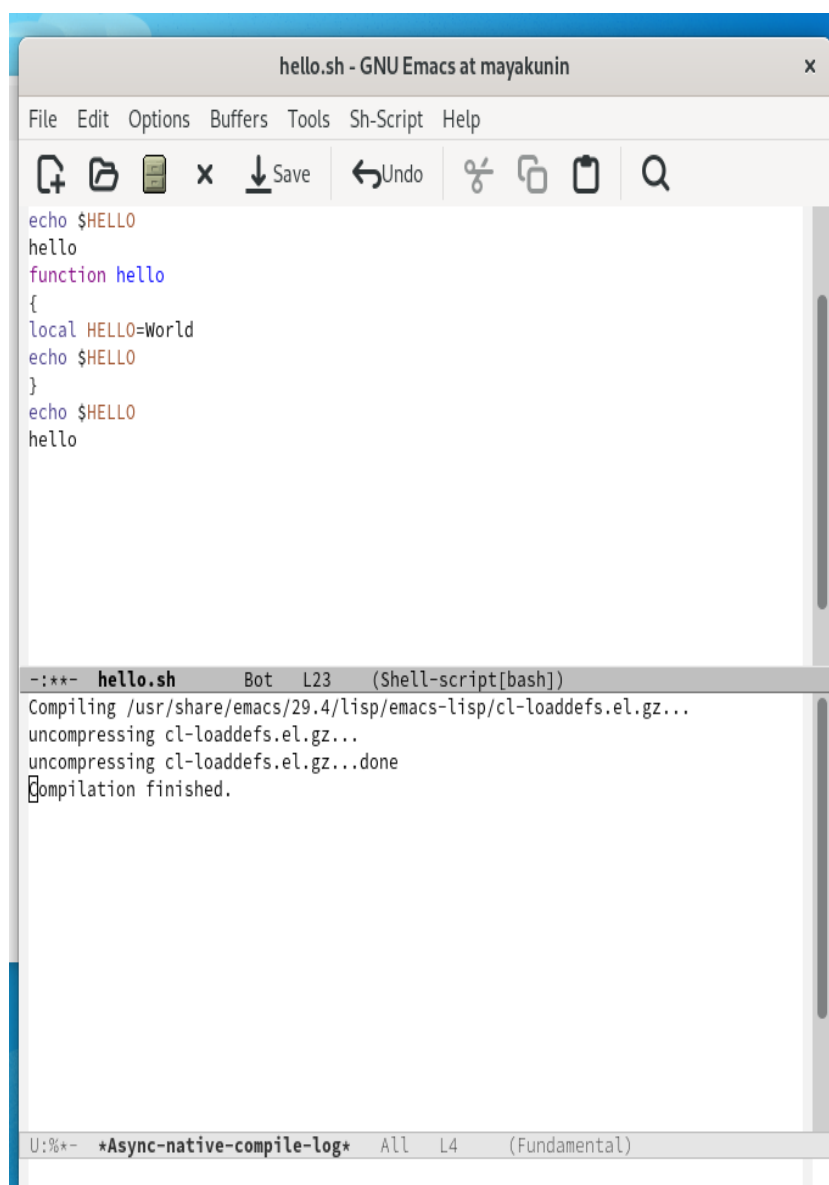 hello.sh - GNU Emacs at mayakunin x
File Edit Options Buffers Tools Sh-Script Help
Save Undo
echo $HELLO
hello
function hello
{
local HELLO=World
echo $HELLO
}
echo $HELLO
hello
-:**- hello.sh Bot L23 (Shell-script[bash])
Compiling /usr/share/emacs/29.4/lisp/emacs-lisp/cl-loaddefs.el.gz...
uncompressing cl-loaddefs.el.gz...
uncompressing cl-loaddefs.el.gz...done
Compilation finished.
U:%*- *Async-native-compile-log* All L4 (Fundamental)